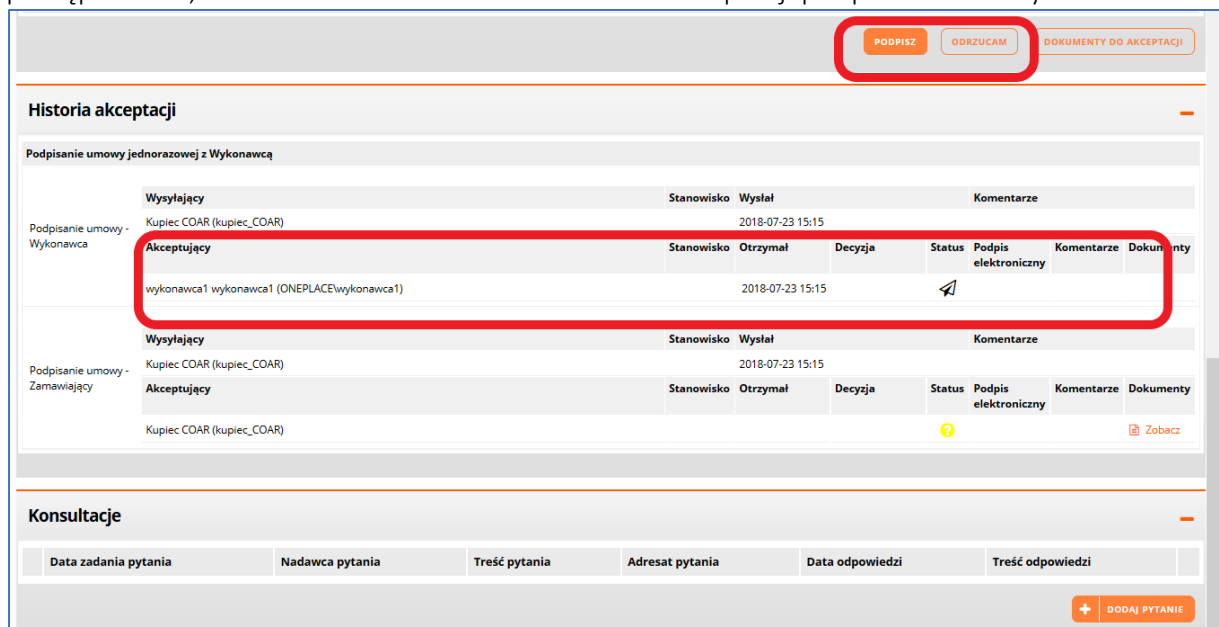 PODPISZ ODRZUCAM DOKUMENTY DO AKCEPTACJI
Historia akceptacji
Podpisanie umowy jednorazowej z Wykonawcą
Wysyłający Stanowisko Wysłał Komentarze
Podpisanie umowy - Wykonawca
Kupiec COAR (kupiec_COAR) 2018-07-23 15:15
Akceptujący Stanowisko Otrzymał Decyzja Status Podpis elektroniczny Komentarze Dokumenty
wykonawca1 wykonawca1 (ONEPLACE\wykonawca1) 2018-07-23 15:15
Wysyłający Stanowisko Wysłał Komentarze
Podpisanie umowy - Zamawiający
Kupiec COAR (kupiec_COAR) 2018-07-23 15:15
Akceptujący Stanowisko Otrzymał Decyzja Status Podpis elektroniczny Komentarze Dokumenty
Kupiec COAR (kupiec_COAR) ? Zobacz
Konsultacje
Data zadania pytania Nadawca pytania Treść pytania Adresat pytania Data odpowiedzi Treść odpowiedzi
+ DODAJ PYTANIE